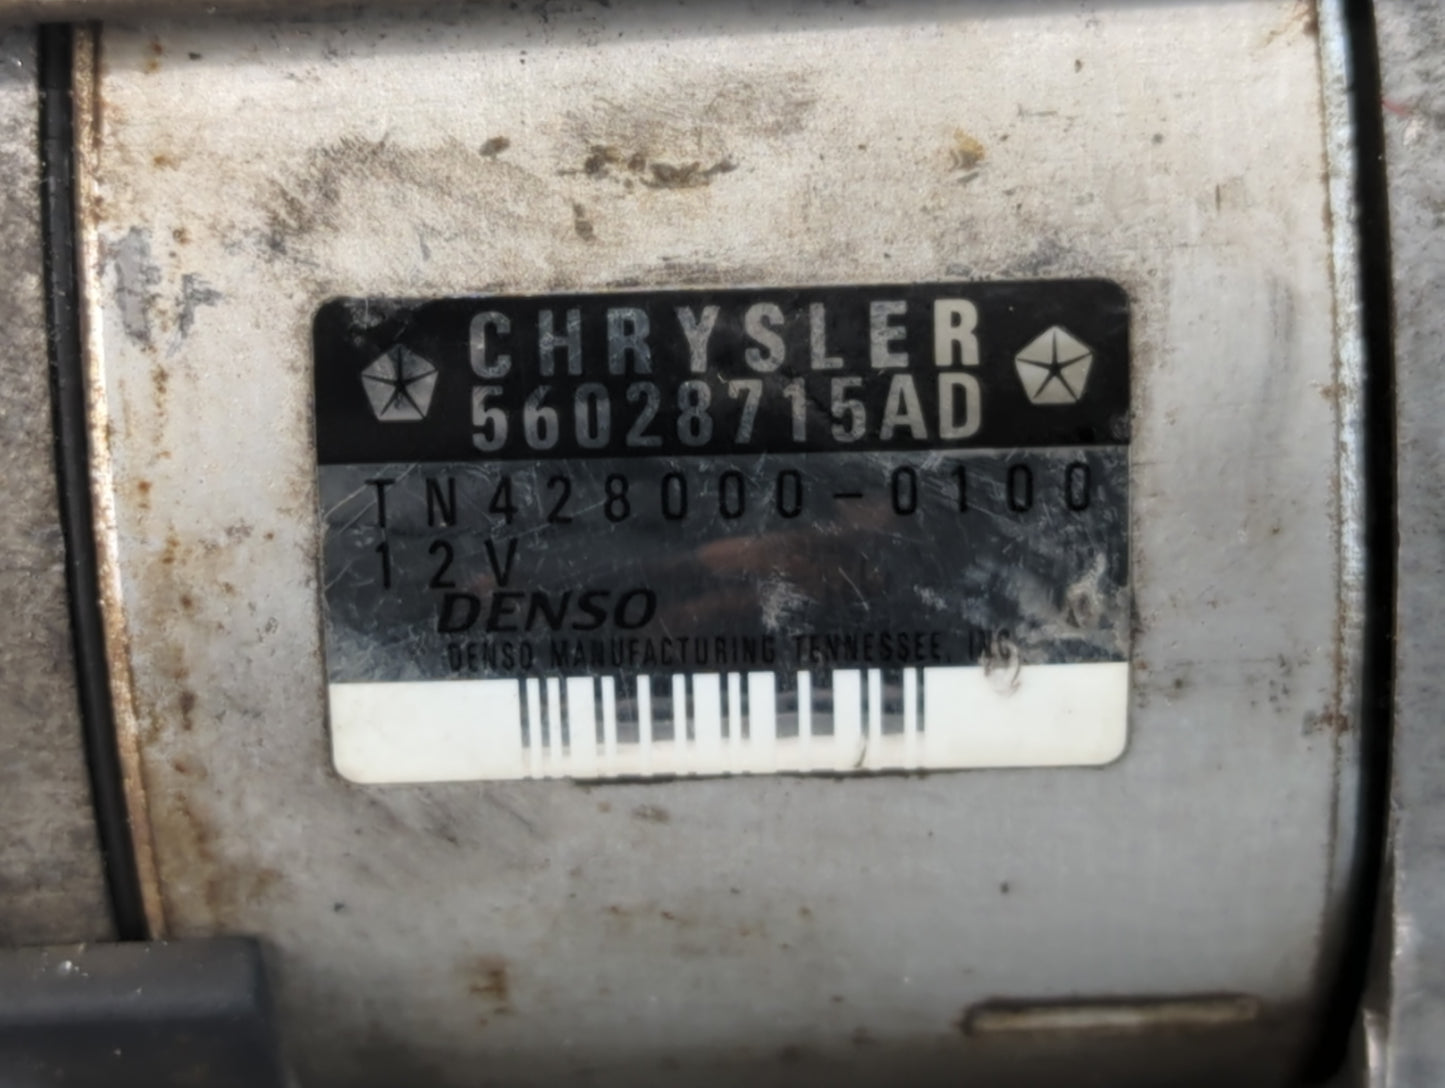 CHRYSLER
56028715AD
TN428000-0100
12V
DENSO
DENSO MANUFACTURING TENNESSEE, INC.